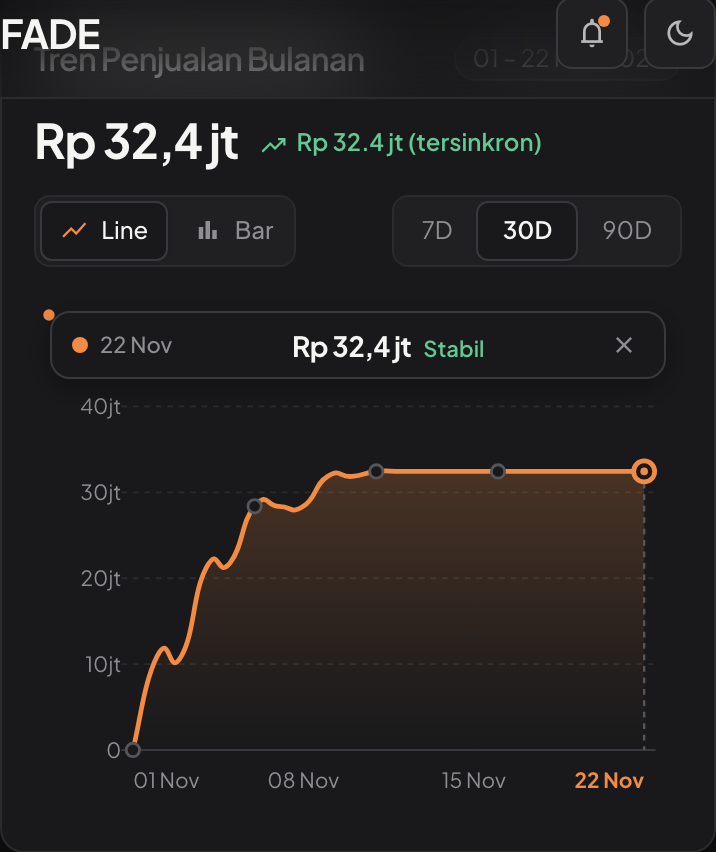 FADE
Tren Penjualan Bulanan
01 – 22
Rp 32,4 jt
Rp 32.4 jt (tersinkron)
Line Bar 7D 30D 90D
22 Nov Rp 32,4 jt Stabil
40jt
30jt
20jt
10jt
0
01 Nov 08 Nov 15 Nov 22 Nov